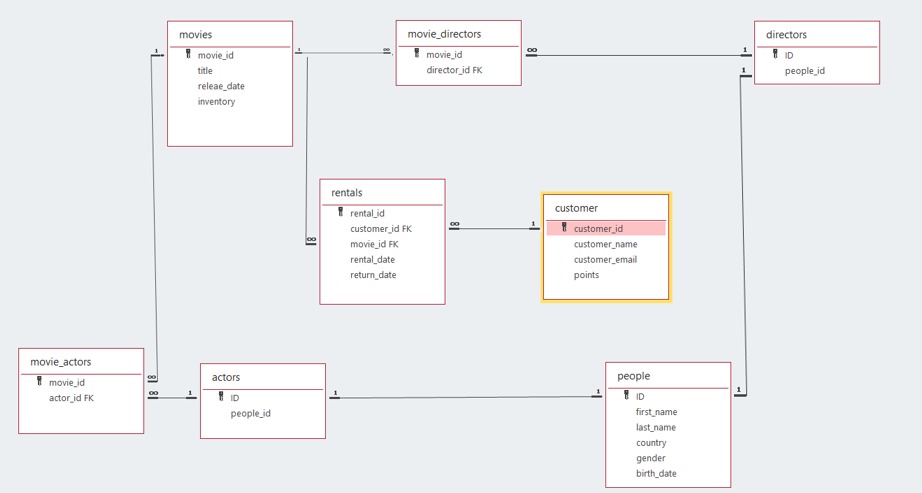 movies
movie_id
title
releae_date
inventory
movie_directors
movie_id
director_id FK
directors
ID
people_id
1
1
∞
∞
1
1
rentals
rental_id
customer_id FK
movie_id FK
rental_date
return_date
∞
∞
1
customer
customer_id
customer_name
customer_email
points
movie_actors
movie_id
actor_id FK
∞
∞
1
actors
ID
people_id
1
1
people
ID
first_name
last_name
country
gender
birth_date
1